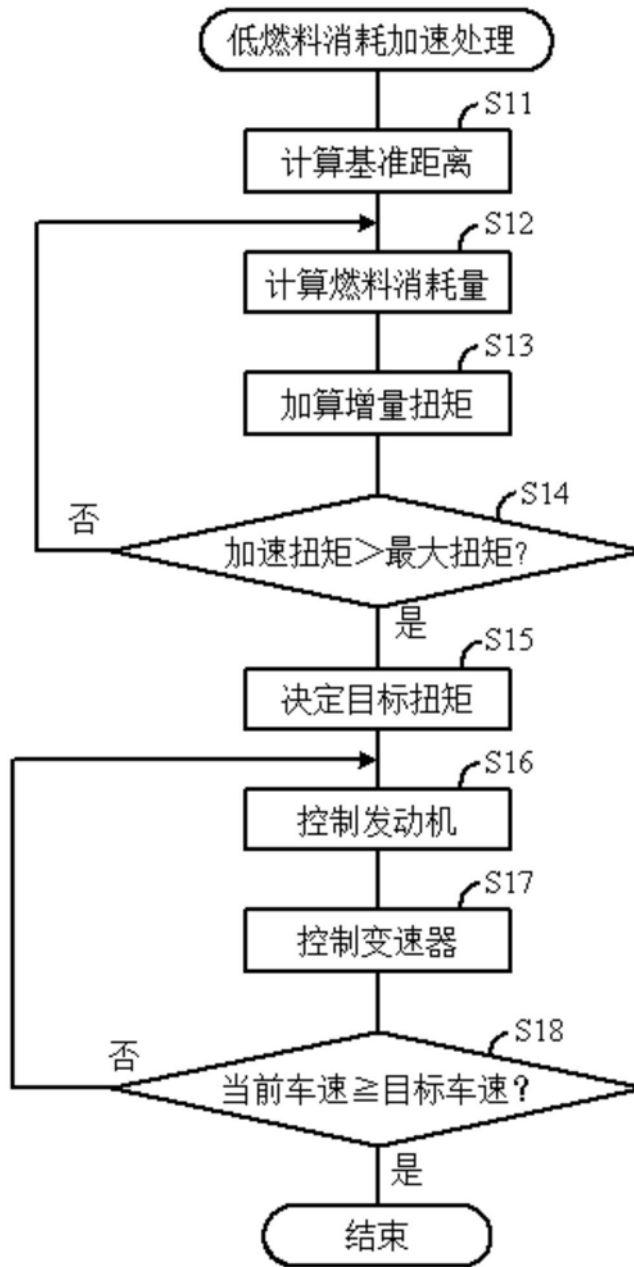 低燃料消耗加速处理
S11
计算基准距离
S12
计算燃料消耗量
S13
加算增量扭矩
S14
加速扭矩＞最大扭矩?
否
是
S15
决定目标扭矩
S16
控制发动机
S17
控制变速器
S18
当前车速≧目标车速?
否
是
结束